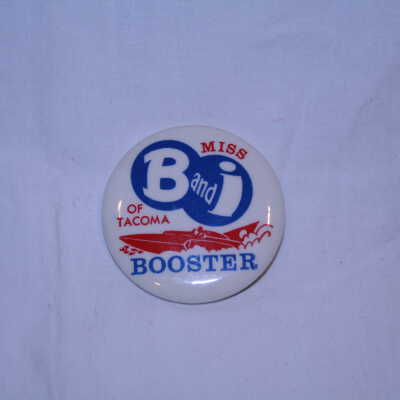 MISS
B and i
OF
TACOMA
BOOSTER